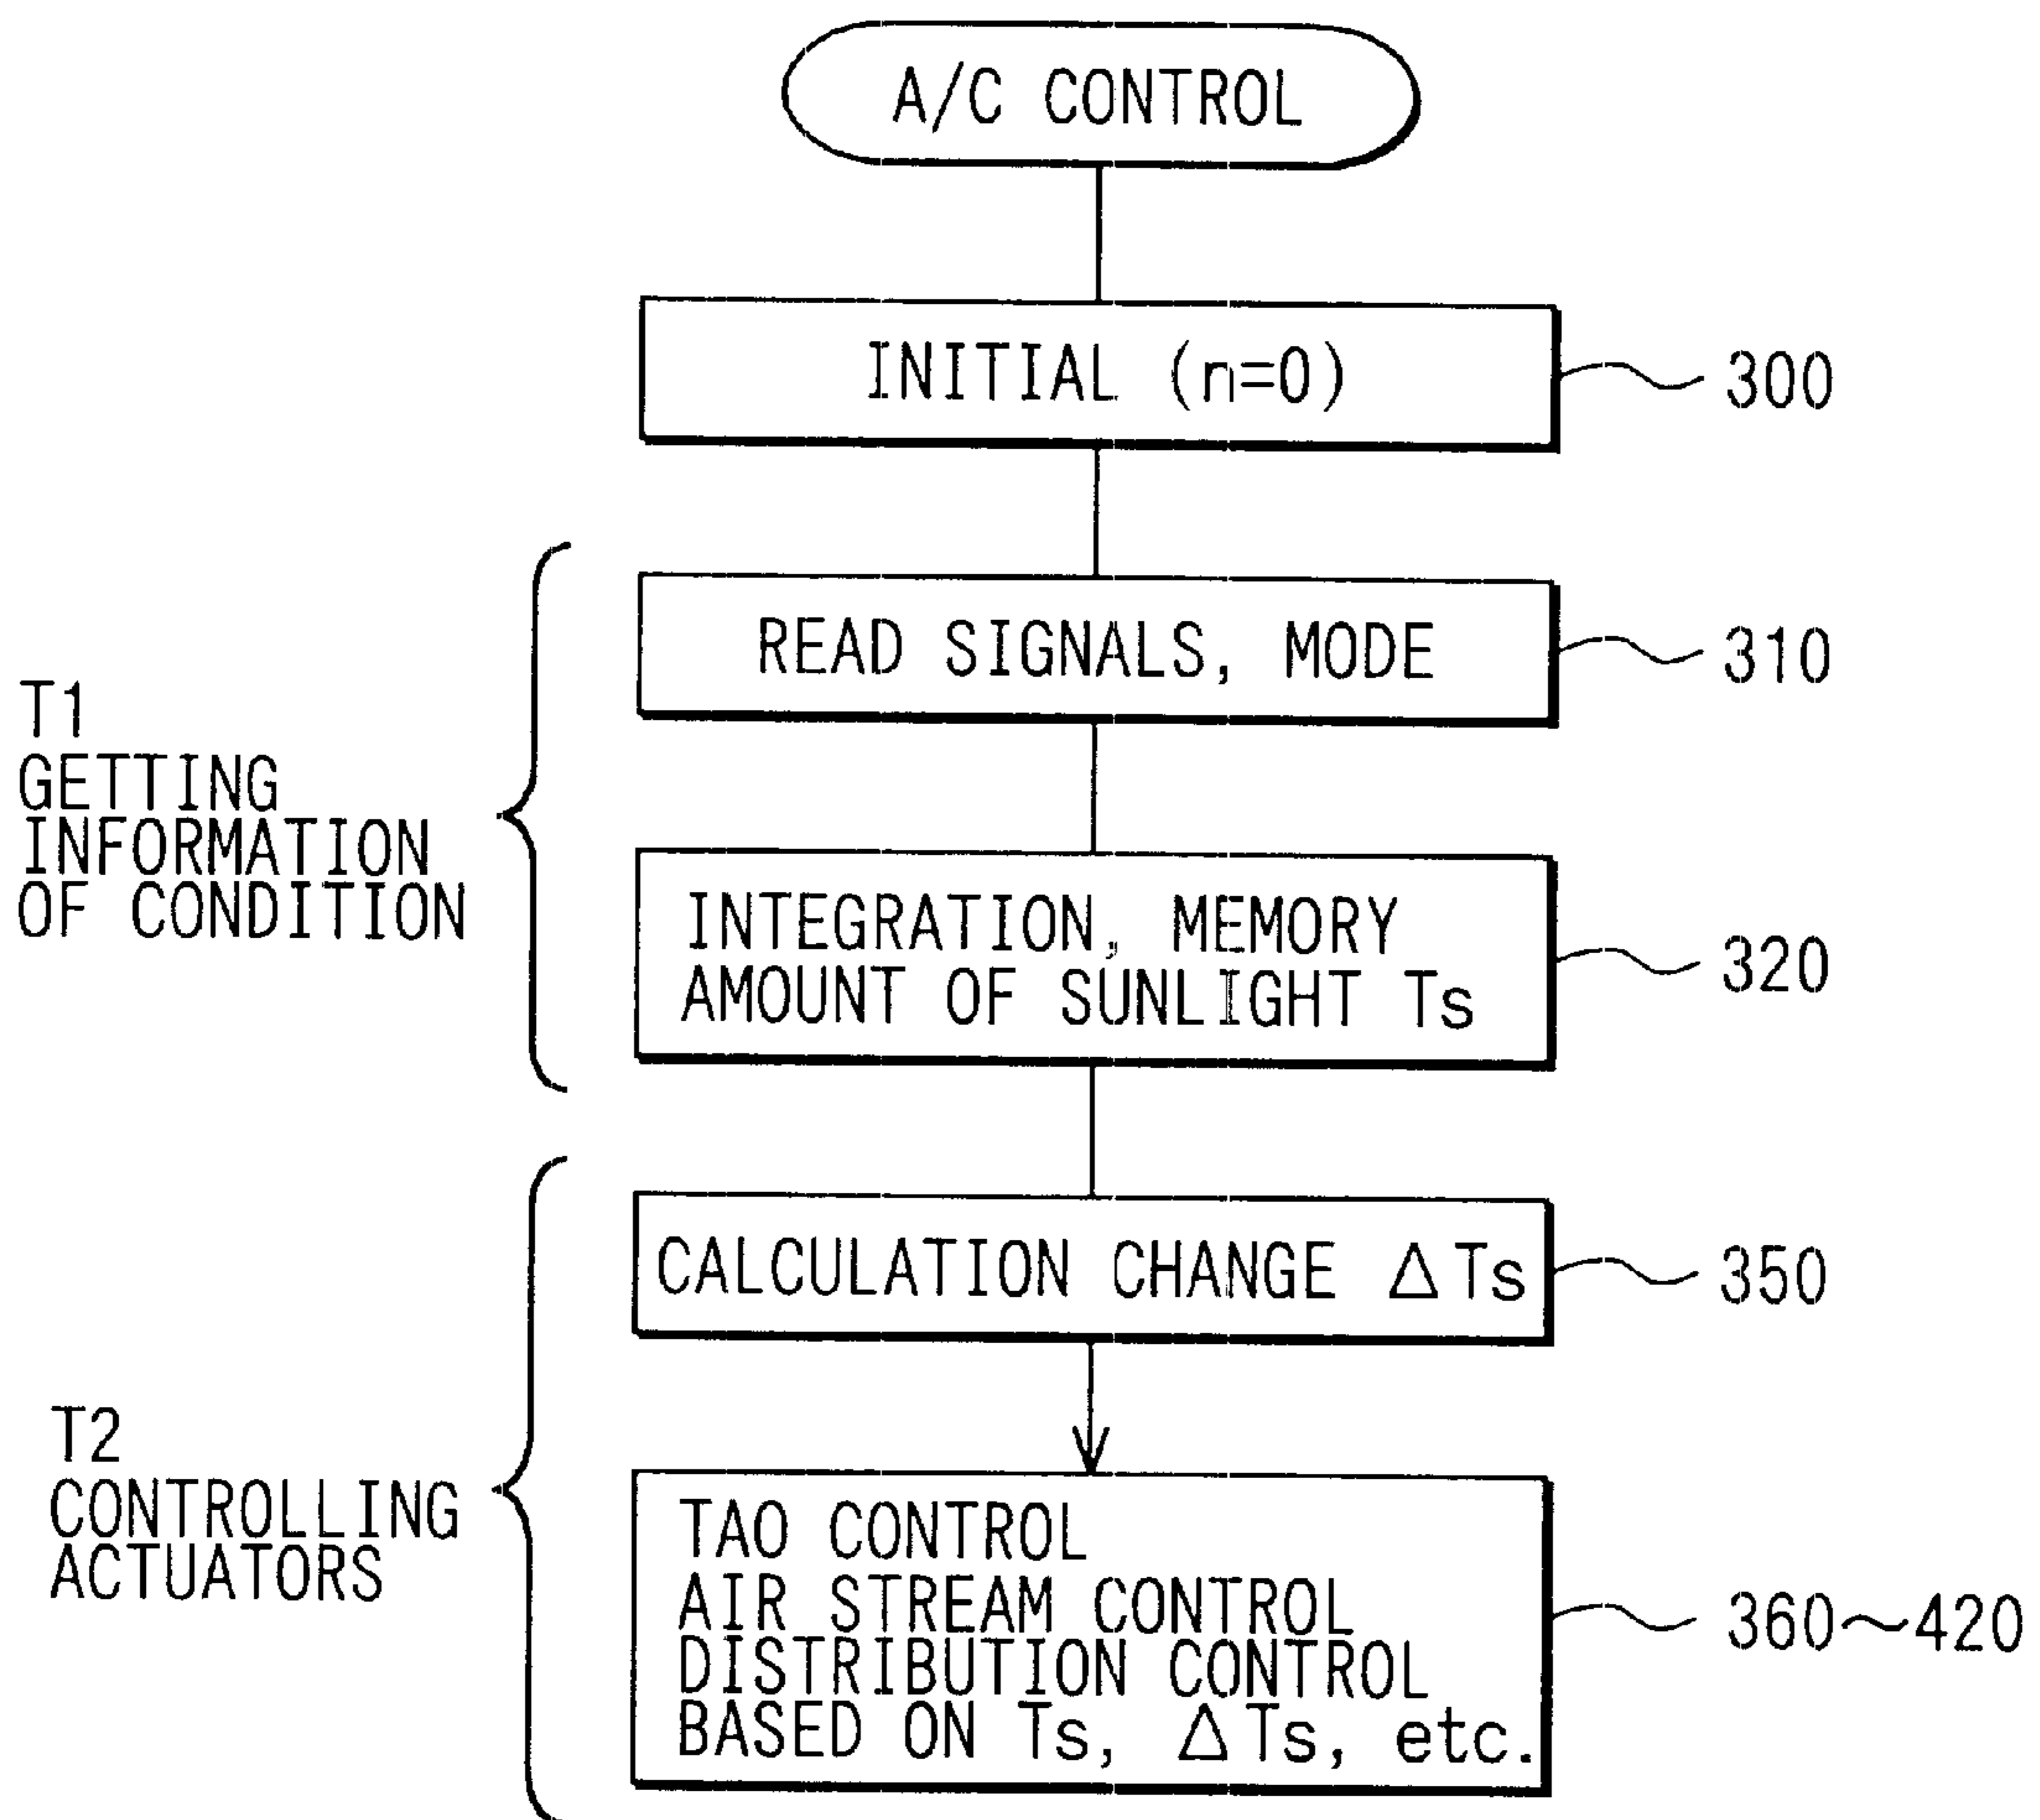 A/C CONTROL
INITIAL (n=0)
300
READ SIGNALS, MODE
310
T1
GETTING
INFORMATION
OF CONDITION
INTEGRATION, MEMORY
AMOUNT OF SUNLIGHT Ts
320
CALCULATION CHANGE △Ts
350
T2
CONTROLLING
ACTUATORS
TAO CONTROL
AIR STREAM CONTROL
DISTRIBUTION CONTROL
BASED ON Ts, △Ts, etc.
360~420